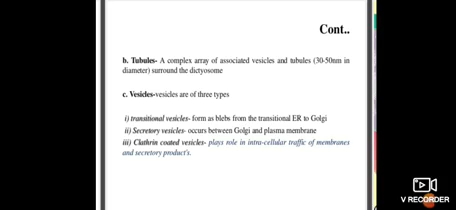 Cont..
b. Tubules- A complex array of associated vesicles and tubules (30-50nm in
diameter) surround the dictyosome
c. Vesicles-vesicles are of three types
i) transitional vesicles- form as blebs from the transitional ER to Golgi
ii) Secretory vesicles- occurs between Golgi and plasma membrane
iii) Clathrin coated vesicles- plays role in intra-cellular traffic of membranes
and secretory product's.
V RECORDER